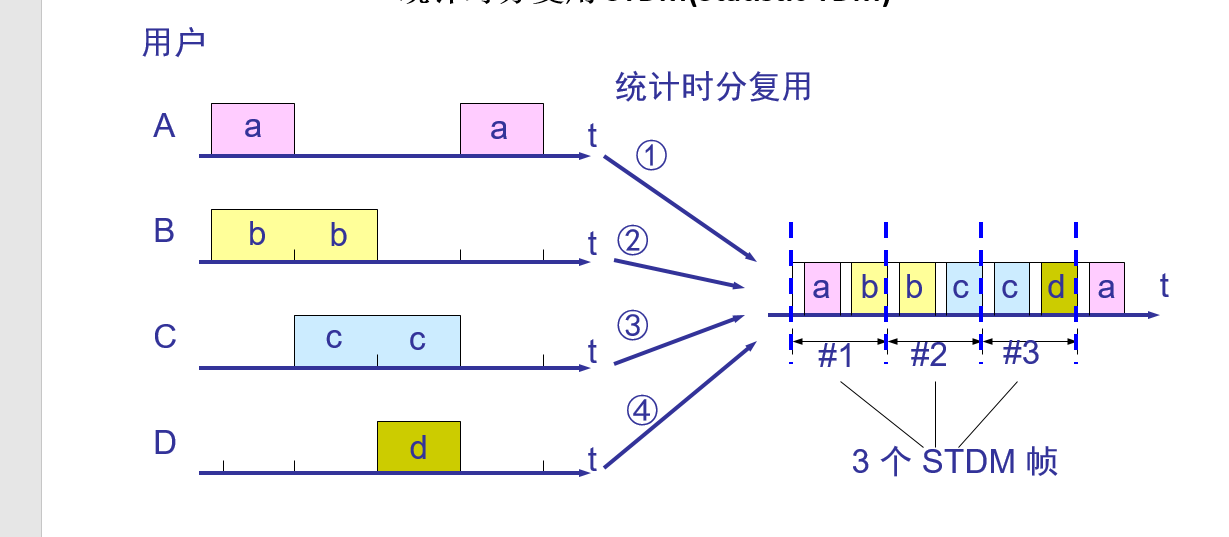 用户
统计时分复用
A a a t ①
B b b t ②
a b b c c d a t
C c c t ③
#1 #2 #3
D d t ④
3 个 STDM 帧